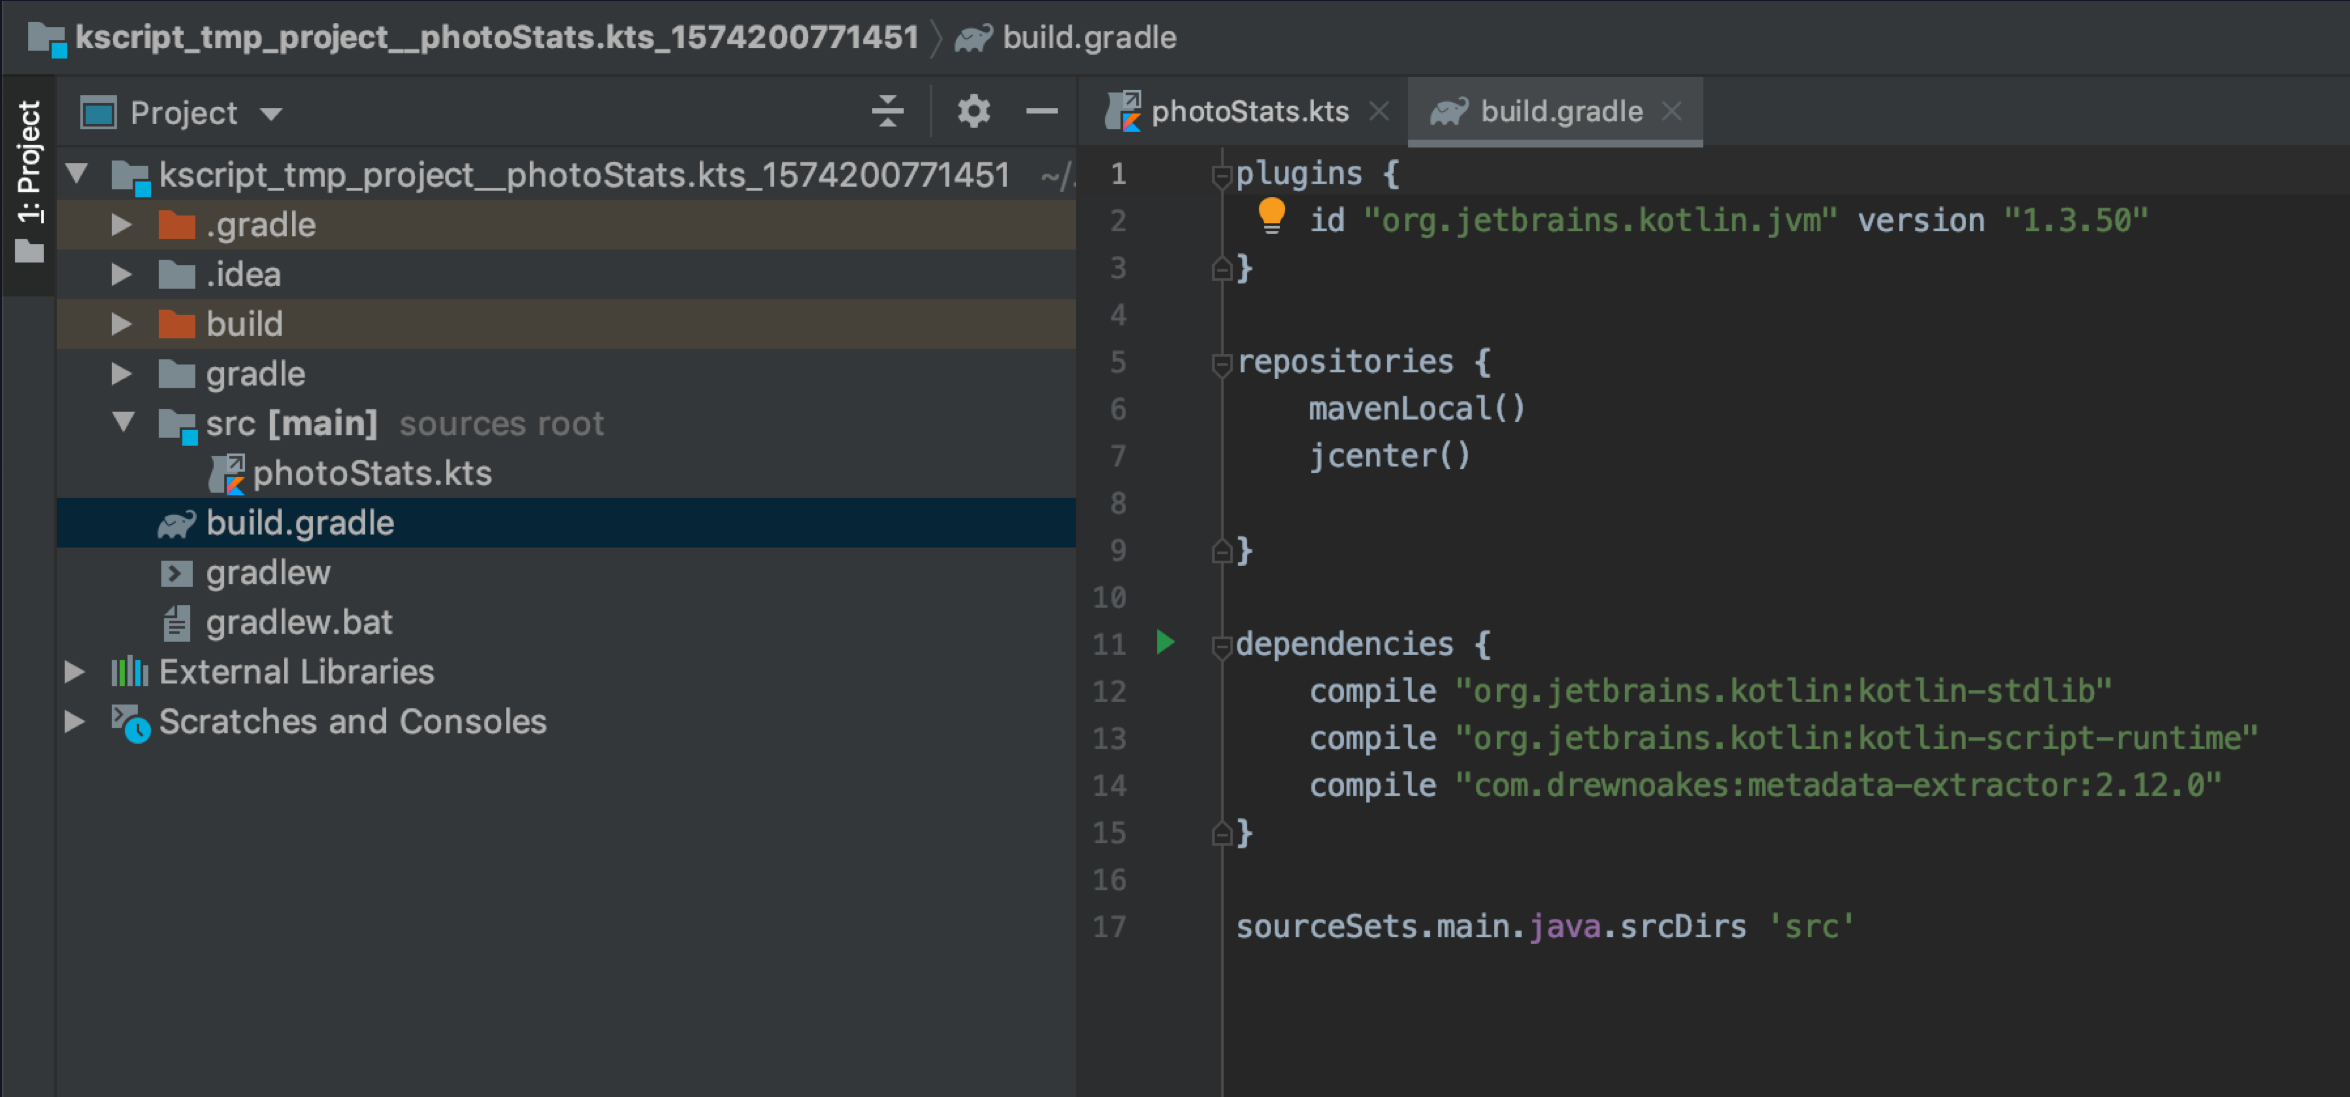 kscript_tmp_project__photoStats.kts_1574200771451 build.gradle
1: Project
Project
kscript_tmp_project__photoStats.kts_1574200771451 ~/.
.gradle
.idea
build
gradle
src [main] sources root
photoStats.kts
build.gradle
gradlew
gradlew.bat
External Libraries
Scratches and Consoles
photoStats.kts build.gradle
1 plugins {
2 id "org.jetbrains.kotlin.jvm" version "1.3.50"
3 }
4
5 repositories {
6 mavenLocal()
7 jcenter()
8
9 }
10
11 dependencies {
12 compile "org.jetbrains.kotlin:kotlin-stdlib"
13 compile "org.jetbrains.kotlin:kotlin-script-runtime"
14 compile "com.drewnoakes:metadata-extractor:2.12.0"
15 }
16
17 sourceSets.main.java.srcDirs 'src'